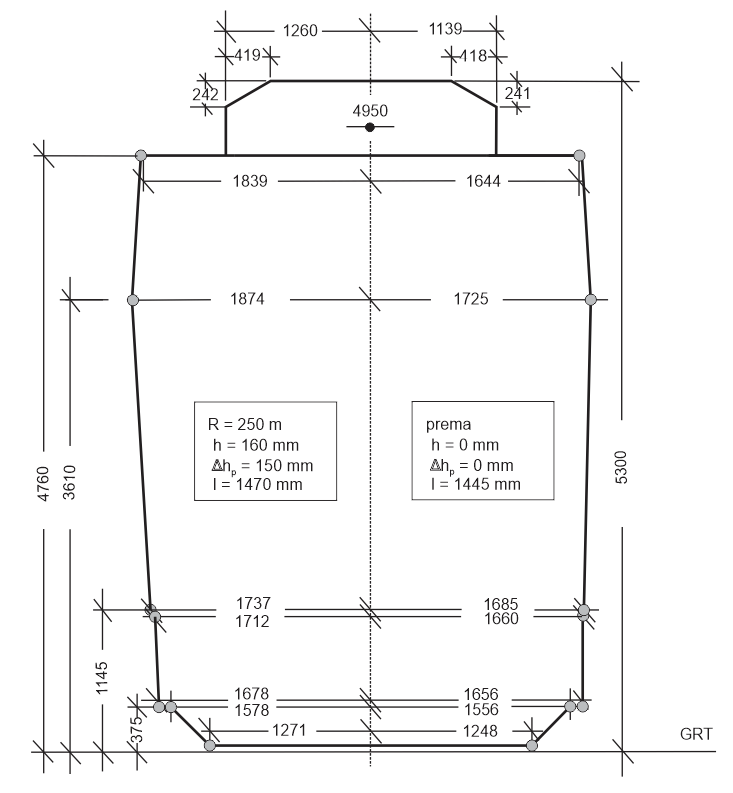 1260
1139
419
418
242
241
4950
1839
1644
1874
1725
R = 250 m
h = 160 mm
Δhp = 150 mm
l = 1470 mm
prema
h = 0 mm
Δhp = 0 mm
l = 1445 mm
4760
3610
5300
1737
1685
1712
1660
1145
1678
1656
1578
1556
375
1271
1248
GRT